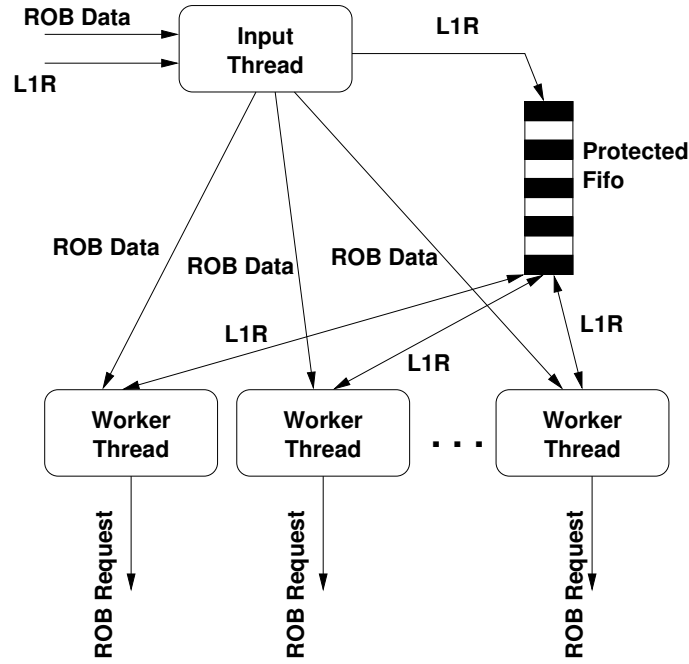 ROB Data
L1R
Input
Thread
L1R
Protected
Fifo
ROB Data
ROB Data
ROB Data
L1R
L1R
L1R
Worker
Thread
Worker
Thread
. . .
Worker
Thread
ROB Request
ROB Request
ROB Request